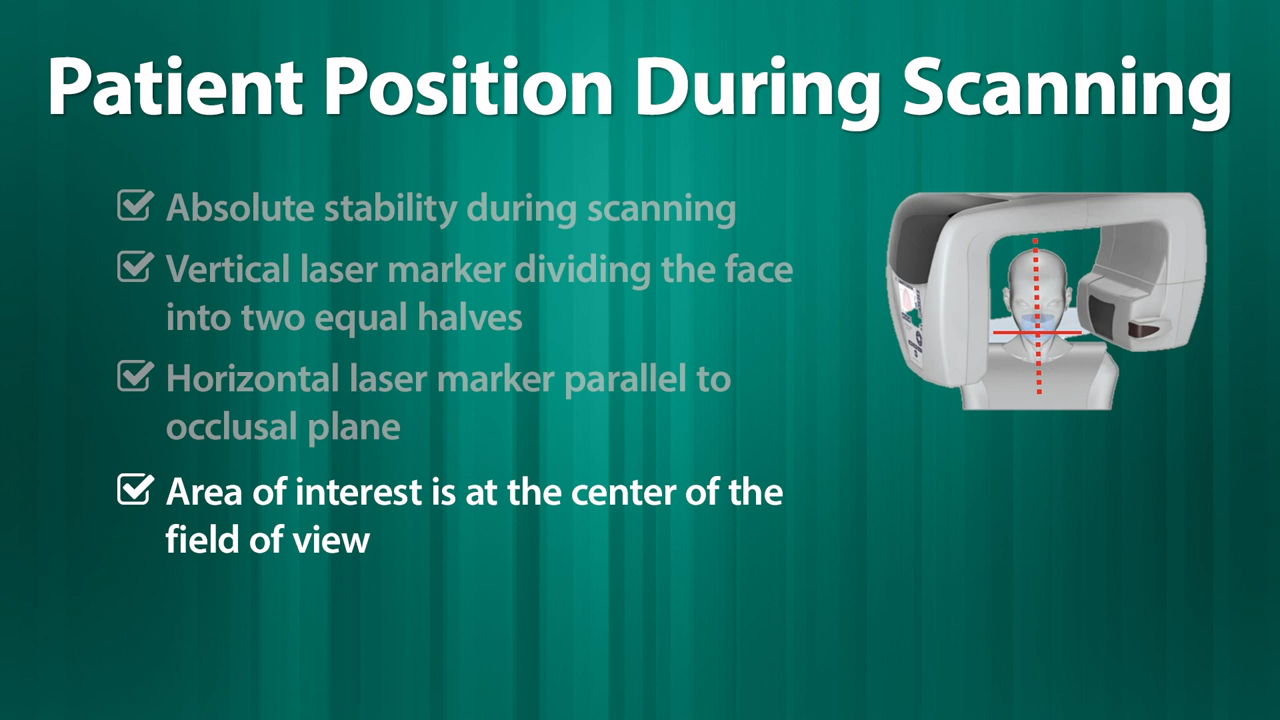 Patient Position During Scanning
Absolute stability during scanning
Vertical laser marker dividing the face
into two equal halves
Horizontal laser marker parallel to
occlusal plane
Area of interest is at the center of the
field of view